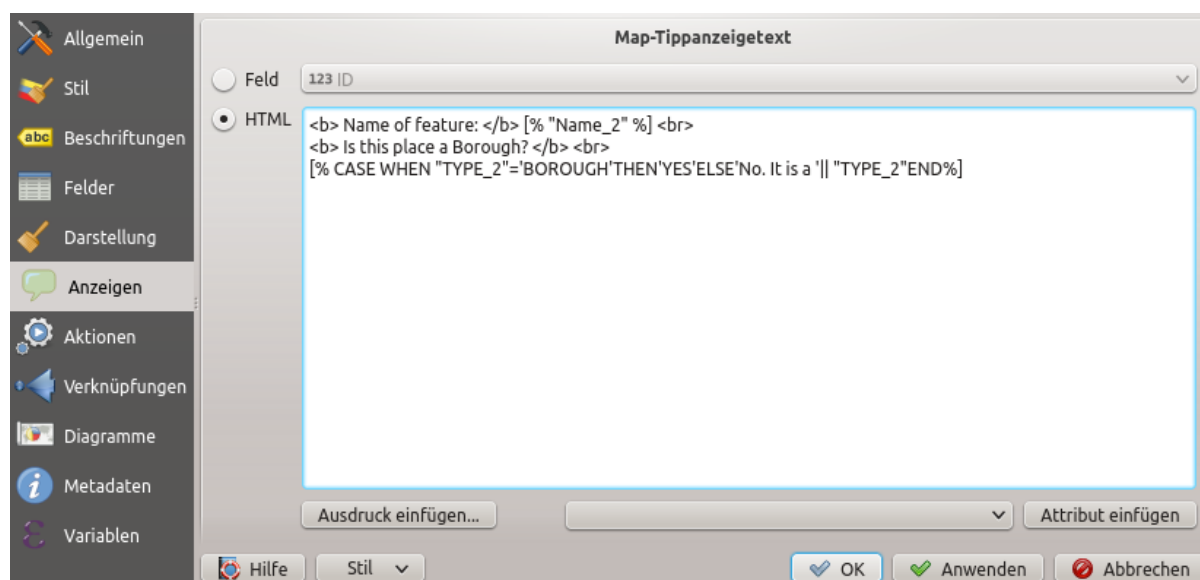 Allgemein
Stil
abc Beschriftungen
Felder
Darstellung
Anzeigen
Aktionen
Verknüpfungen
Diagramme
i Metadaten
ε Variablen
Map-Tippanzeigetext
Feld 123 ID
HTML
<b> Name of feature: </b> [% "Name_2" %] <br>
<b> Is this place a Borough? </b> <br>
[% CASE WHEN "TYPE_2"='BOROUGH'THEN'YES'ELSE'No. It is a '|| "TYPE_2"END%]
Ausdruck einfügen... Attribut einfügen
Hilfe Stil OK Anwenden Abbrechen